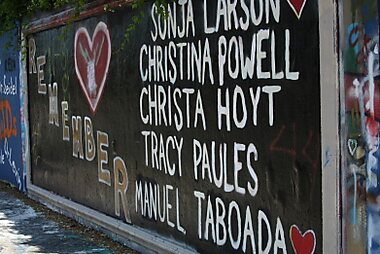 REMEMBER
SONJA LARSON
CHRISTINA POWELL
CHRISTA HOYT
TRACY PAULES
MANUEL TABOADA